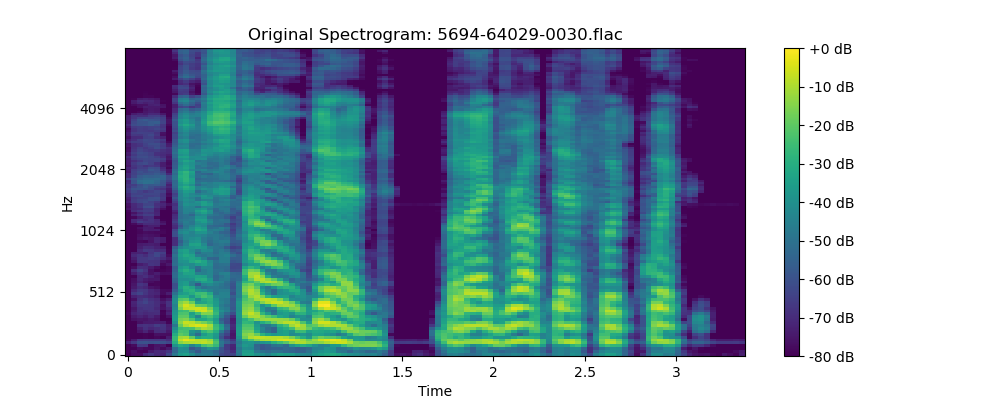 Original Spectrogram: 5694-64029-0030.flac
Hz
4096
2048
1024
512
0
0
0.5
1
1.5
2
2.5
3
Time
+0 dB
-10 dB
-20 dB
-30 dB
-40 dB
-50 dB
-60 dB
-70 dB
-80 dB